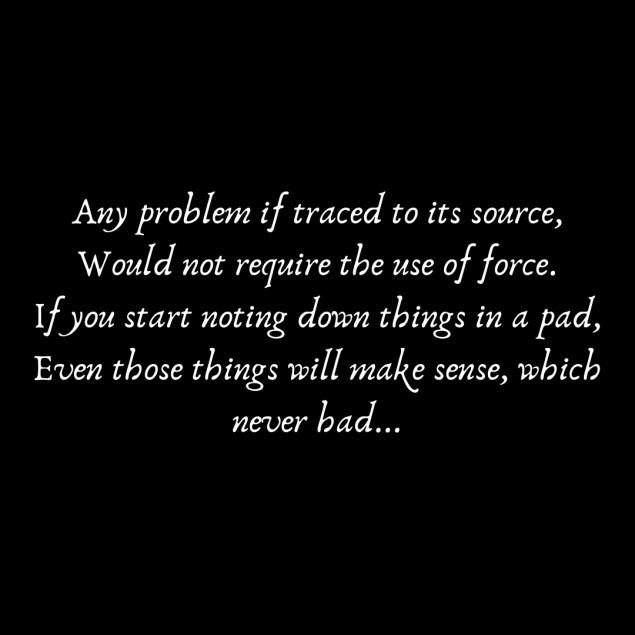 Any problem if traced to its source,
Would not require the use of force.
If you start noting down things in a pad,
Even those things will make sense, which
never had...